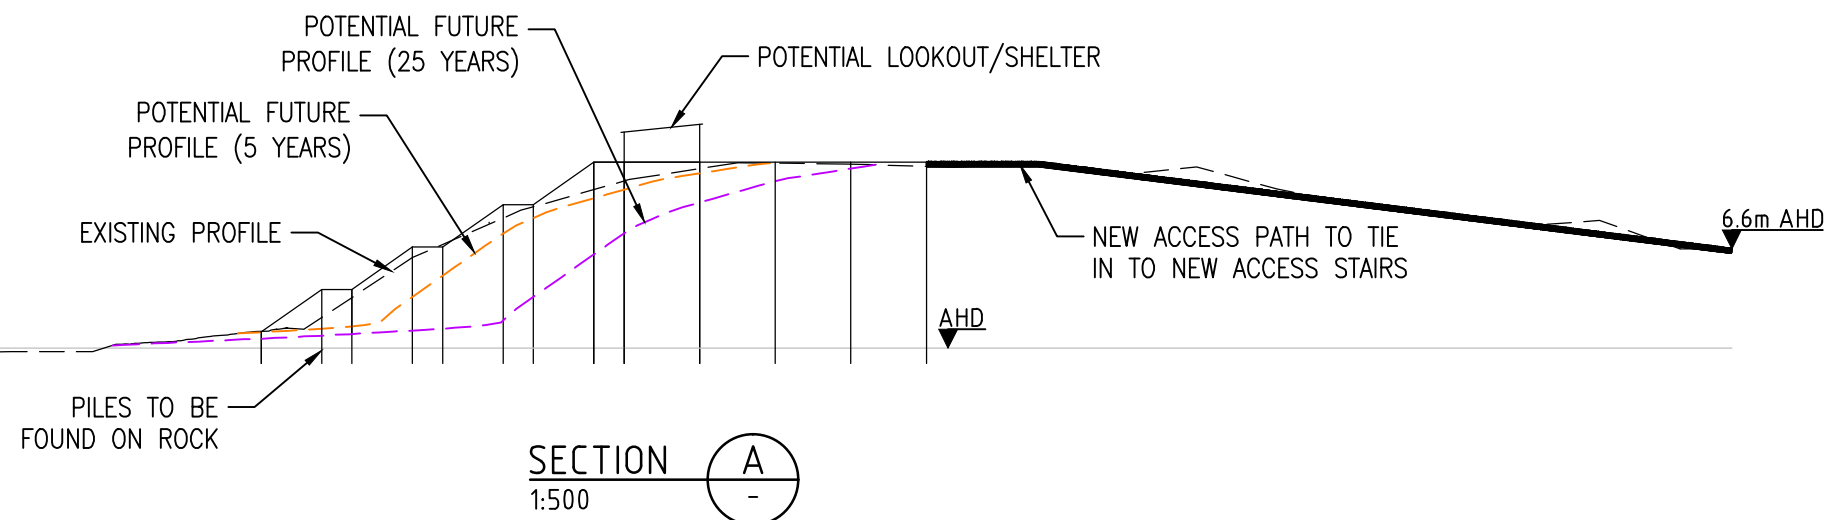 POTENTIAL FUTURE
PROFILE (25 YEARS)
POTENTIAL LOOKOUT/SHELTER
POTENTIAL FUTURE
PROFILE (5 YEARS)
EXISTING PROFILE
NEW ACCESS PATH TO TIE
IN TO NEW ACCESS STAIRS
6.6m AHD
AHD
PILES TO BE
FOUND ON ROCK
SECTION
1:500
A
-